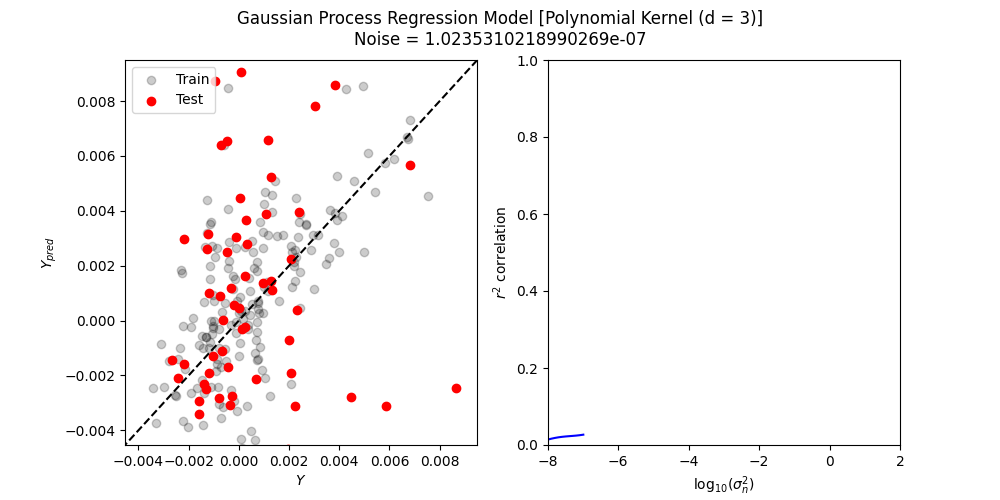 Gaussian Process Regression Model [Polynomial Kernel (d = 3)]
Noise = 1.0235310218990269e-07
Train
Test
0.008
0.006
0.004
0.002
0.000
−0.002
−0.004
Y_pred
−0.004 −0.002 0.000 0.002 0.004 0.006 0.008
Y
1.0
0.8
0.6
0.4
0.2
0.0
r² correlation
−8 −6 −4 −2 0 2
log₁₀(σₙ²)